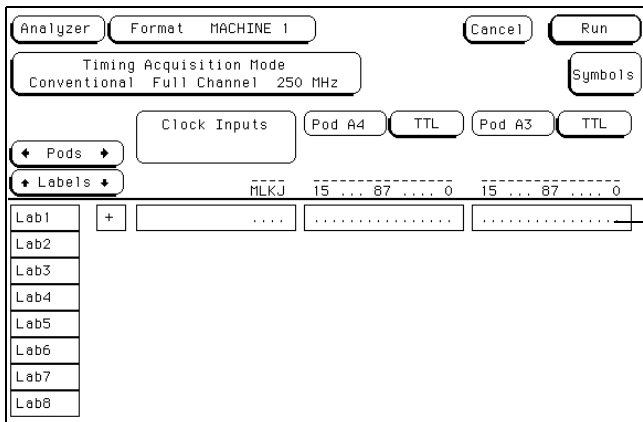 Analyzer Format MACHINE 1 Cancel Run
Timing Acquisition Mode
Conventional Full Channel 250 MHz
Symbols
Clock Inputs Pod A4 TTL Pod A3 TTL
← Pods →
↑ Labels ↓ MLKJ 15 ... 87 .... 0 15 ... 87 .... 0
Lab1 + .... ................ ................
Lab2
Lab3
Lab4
Lab5
Lab6
Lab7
Lab8